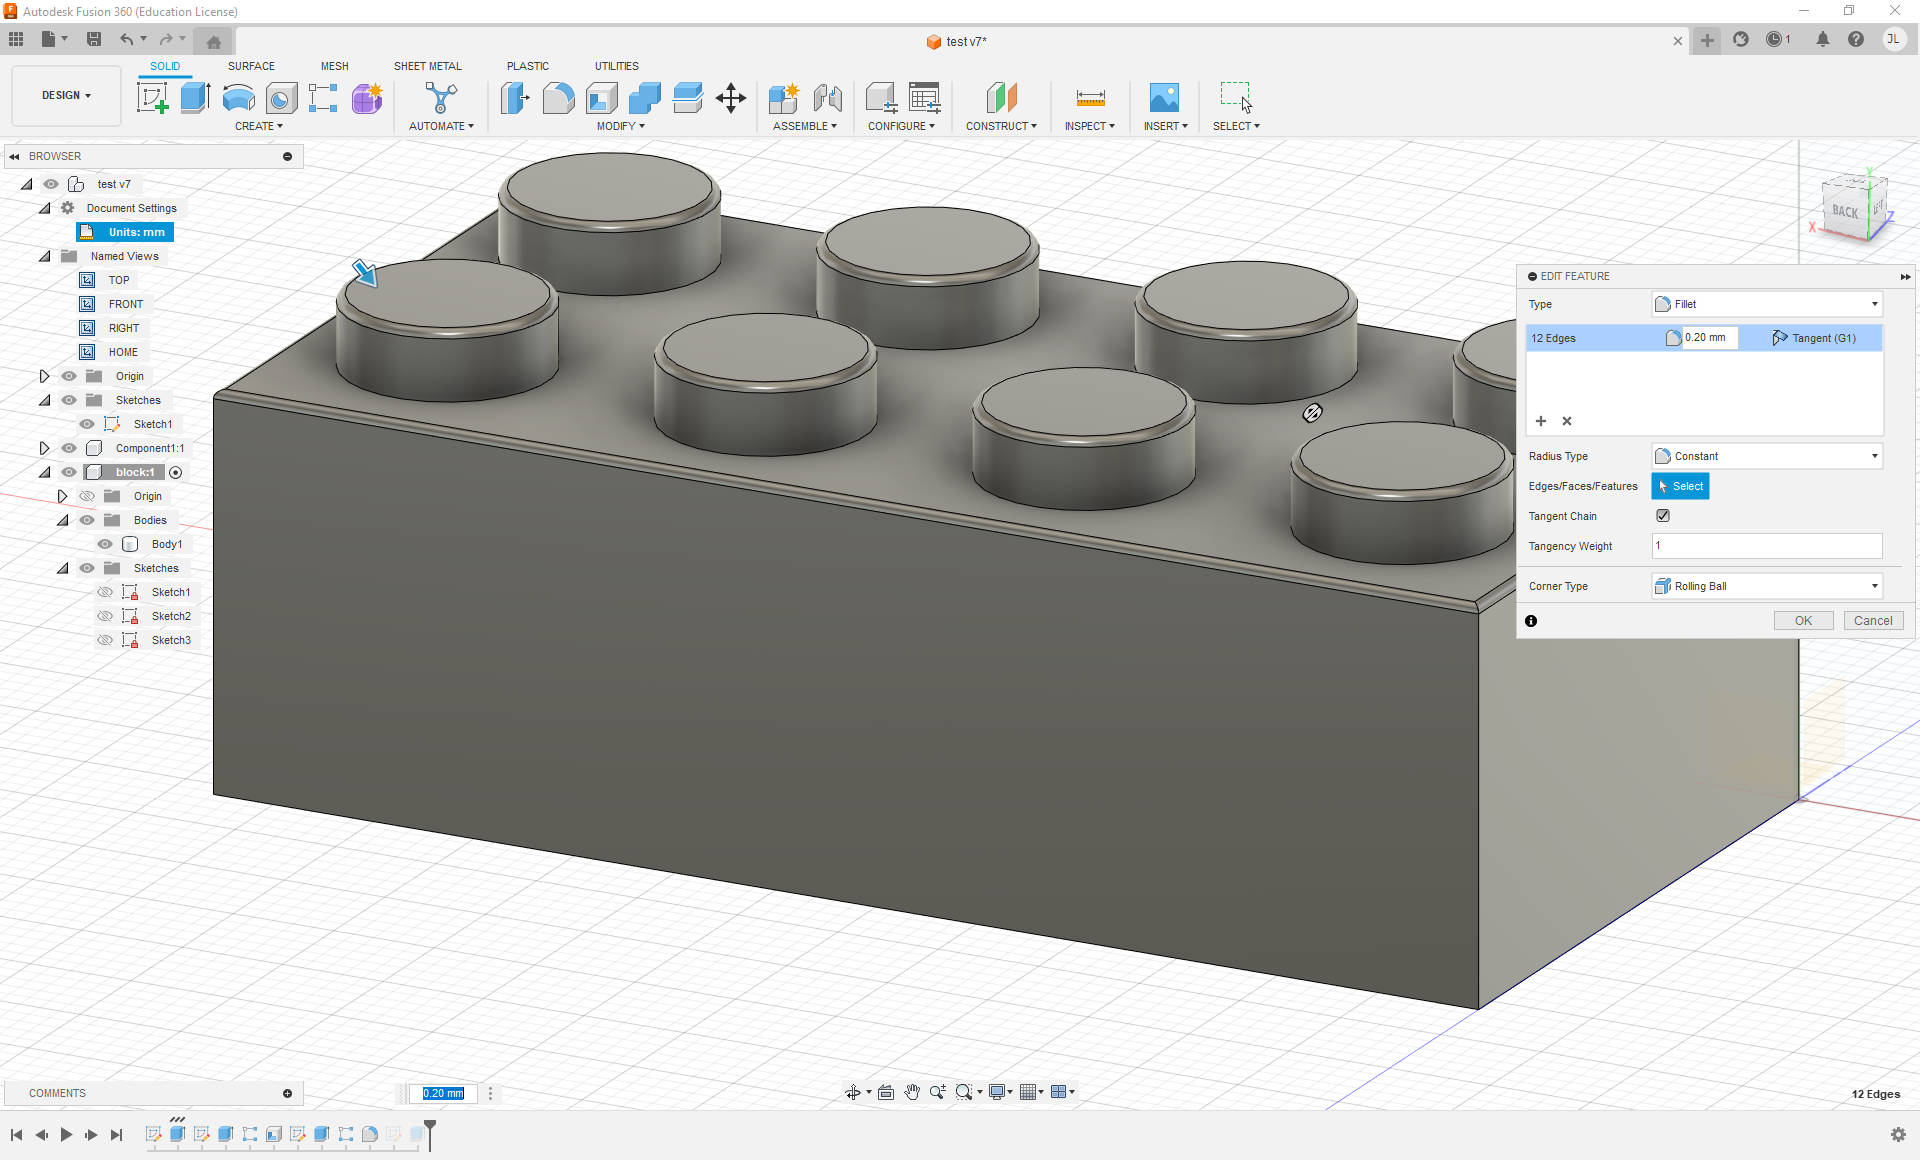 Autodesk Fusion 360 (Education License)
test v7*
1
JL
DESIGN
SOLID
SURFACE
MESH
SHEET METAL
PLASTIC
UTILITIES
CREATE
AUTOMATE
MODIFY
ASSEMBLE
CONFIGURE
CONSTRUCT
INSPECT
INSERT
SELECT
BROWSER
test v7
Document Settings
Units: mm
Named Views
TOP
FRONT
RIGHT
HOME
Origin
Sketches
Sketch1
Component1:1
block:1
Origin
Bodies
Body1
Sketches
Sketch1
Sketch2
Sketch3
Y
BACK
X
Z
EDIT FEATURE
Type
Fillet
12 Edges
0.20 mm
Tangent (G1)
Radius Type
Constant
Edges/Faces/Features
Select
Tangent Chain
Tangency Weight
1
Corner Type
Rolling Ball
OK
Cancel
COMMENTS
0.20 mm
12 Edges